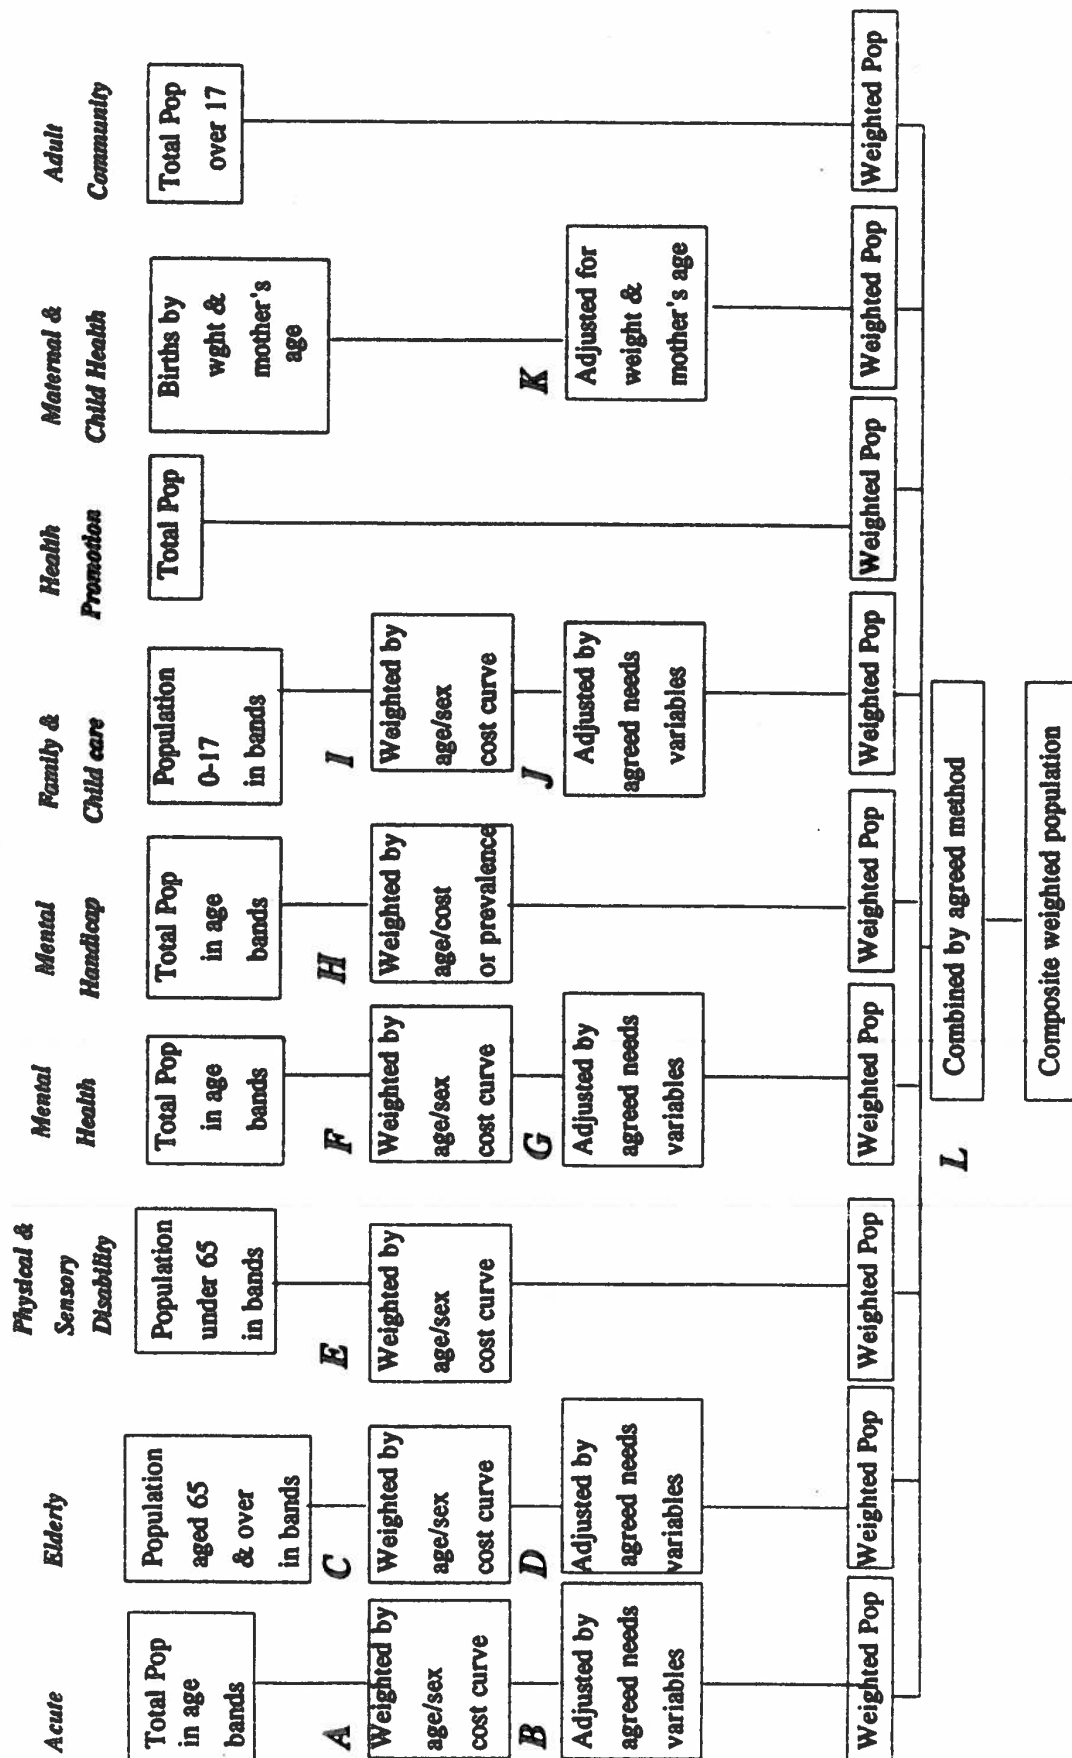 Acute
Elderly
Physical &
Sensory
Disability
Mental
Health
Mental
Handicap
Family &
Child care
Health
Promotion
Maternal &
Child Health
Adult
Community
Total Pop
in age
bands
Population
aged 65
& over
in bands
Population
under 65
in bands
Total Pop
in age
bands
Total Pop
in age
bands
Population
0-17
in bands
Total Pop
Births by
wght &
mother's
age
Total Pop
over 17
A
C
E
F
H
I
Weighted by
age/sex
cost curve
Weighted by
age/sex
cost curve
Weighted by
age/sex
cost curve
Weighted by
age/sex
cost curve
Weighted by
age/cost
or prevalence
Weighted by
age/sex
cost curve
B
D
G
J
K
Adjusted by
agreed needs
variables
Adjusted by
agreed needs
variables
Adjusted by
agreed needs
variables
Adjusted by
agreed needs
variables
Adjusted for
weight &
mother's age
Weighted Pop
Weighted Pop
Weighted Pop
Weighted Pop
Weighted Pop
Weighted Pop
Weighted Pop
Weighted Pop
Weighted Pop
L
Combined by agreed method
Composite weighted population